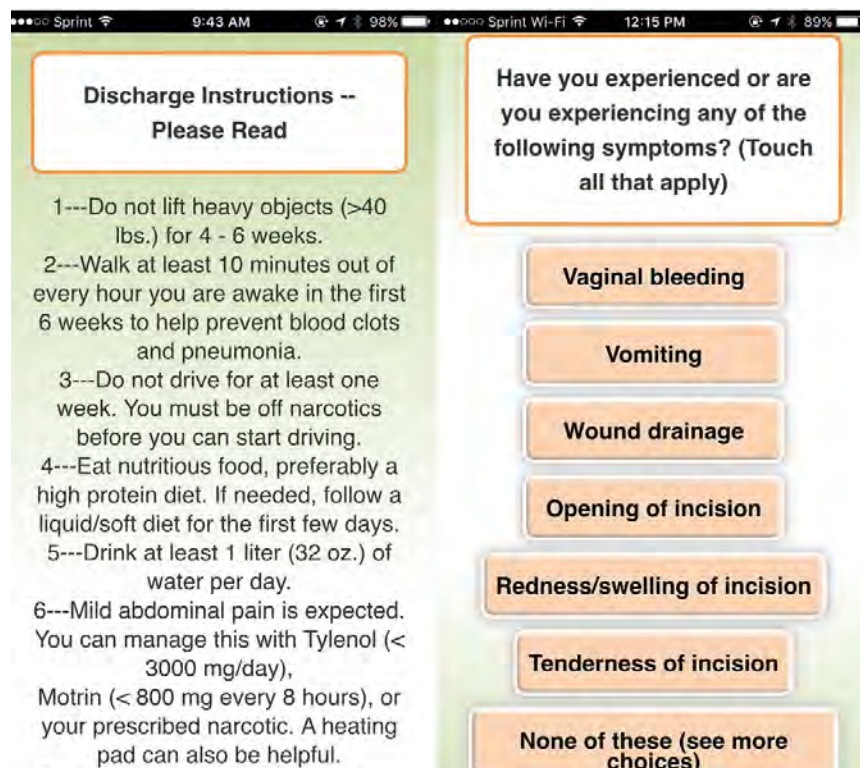 Sprint 9:43 AM 98%
Discharge Instructions --
Please Read
1---Do not lift heavy objects (>40
lbs.) for 4 - 6 weeks.
2---Walk at least 10 minutes out of
every hour you are awake in the first
6 weeks to help prevent blood clots
and pneumonia.
3---Do not drive for at least one
week. You must be off narcotics
before you can start driving.
4---Eat nutritious food, preferably a
high protein diet. If needed, follow a
liquid/soft diet for the first few days.
5---Drink at least 1 liter (32 oz.) of
water per day.
6---Mild abdominal pain is expected.
You can manage this with Tylenol (<
3000 mg/day),
Motrin (< 800 mg every 8 hours), or
your prescribed narcotic. A heating
pad can also be helpful.
Sprint Wi-Fi 12:15 PM 89%
Have you experienced or are
you experiencing any of the
following symptoms? (Touch
all that apply)
Vaginal bleeding
Vomiting
Wound drainage
Opening of incision
Redness/swelling of incision
Tenderness of incision
None of these (see more
choices)